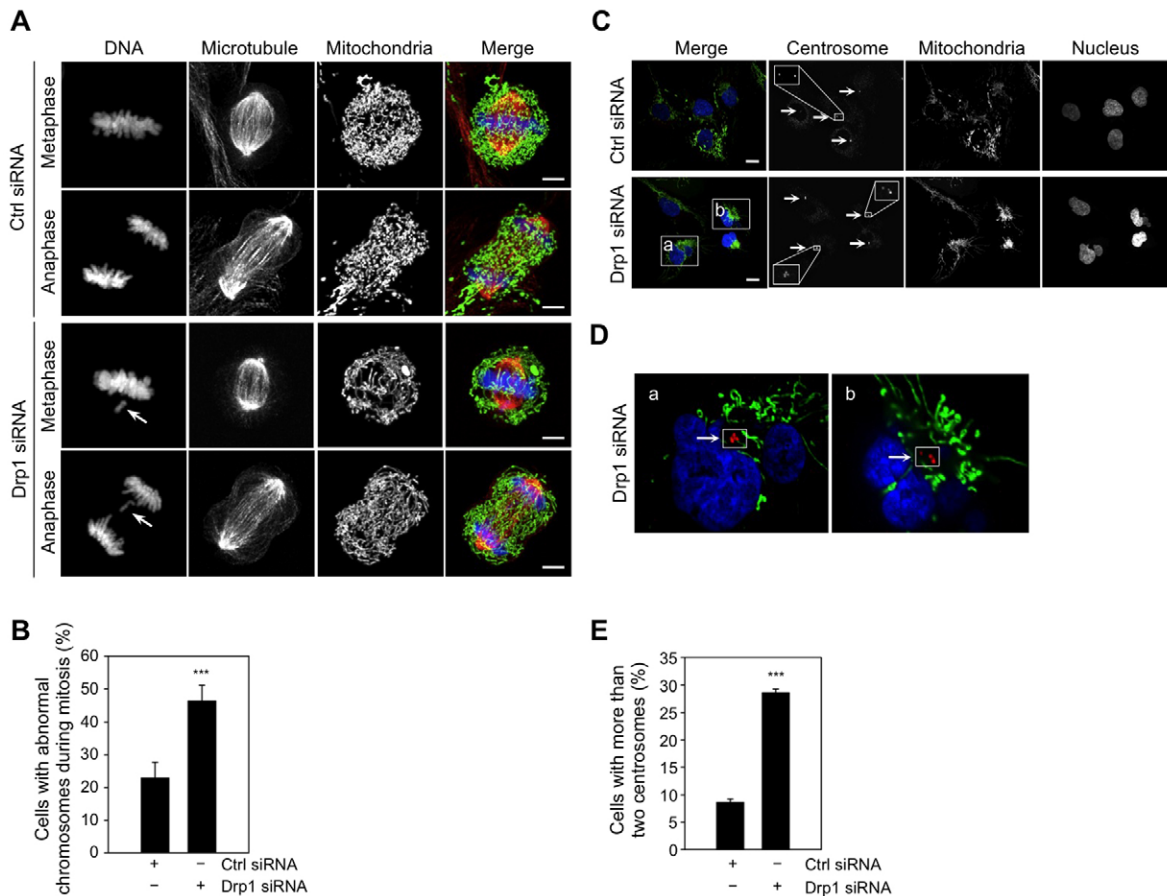 A
DNA Microtubule Mitochondria Merge
Ctrl siRNA
Metaphase
Anaphase
Drp1 siRNA
Metaphase
Anaphase
B
Cells with abnormal
chromosomes during mitosis (%)
60
50
40
30
20
10
0
***
+ − Ctrl siRNA
− + Drp1 siRNA
C
Merge Centrosome Mitochondria Nucleus
Ctrl siRNA
Drp1 siRNA
a
b
D
Drp1 siRNA
a
b
E
Cells with more than
two centrosomes (%)
35
30
25
20
15
10
5
0
***
+ − Ctrl siRNA
− + Drp1 siRNA